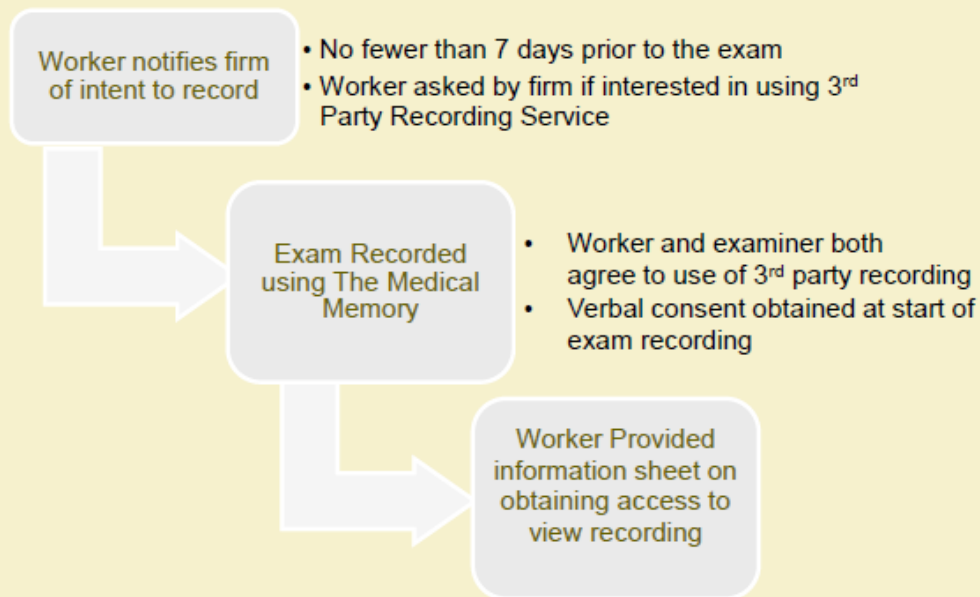 Worker notifies firm
of intent to record
• No fewer than 7 days prior to the exam
• Worker asked by firm if interested in using 3rd
Party Recording Service
Exam Recorded
using The Medical
Memory
• Worker and examiner both
agree to use of 3rd party recording
• Verbal consent obtained at start of
exam recording
Worker Provided
information sheet on
obtaining access to
view recording